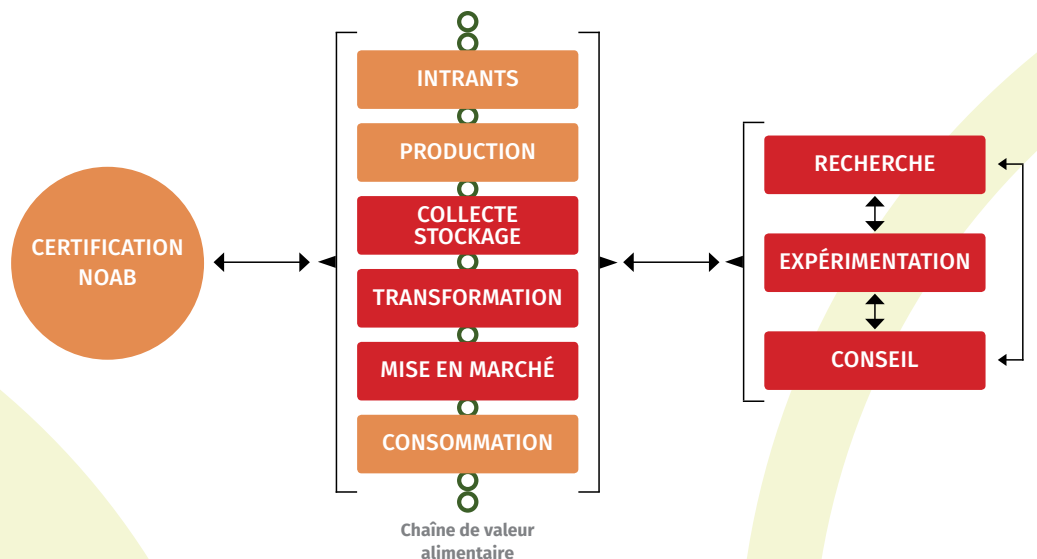 CERTIFICATION
NOAB
INTRANTS
PRODUCTION
COLLECTE
STOCKAGE
TRANSFORMATION
MISE EN MARCHÉ
CONSOMMATION
Chaîne de valeur
alimentaire
RECHERCHE
EXPÉRIMENTATION
CONSEIL